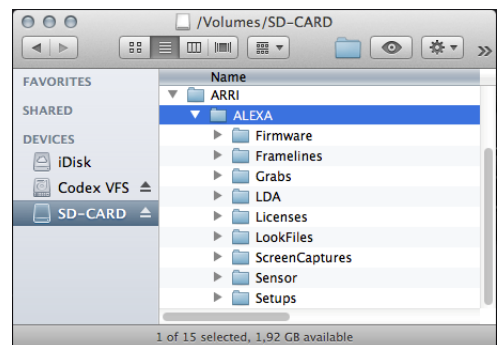 /Volumes/SD-CARD
FAVORITES
SHARED
DEVICES
iDisk
Codex VFS
SD-CARD
Name
ARRI
ALEXA
Firmware
Framelines
Grabs
LDA
Licenses
LookFiles
ScreenCaptures
Sensor
Setups
1 of 15 selected, 1,92 GB available